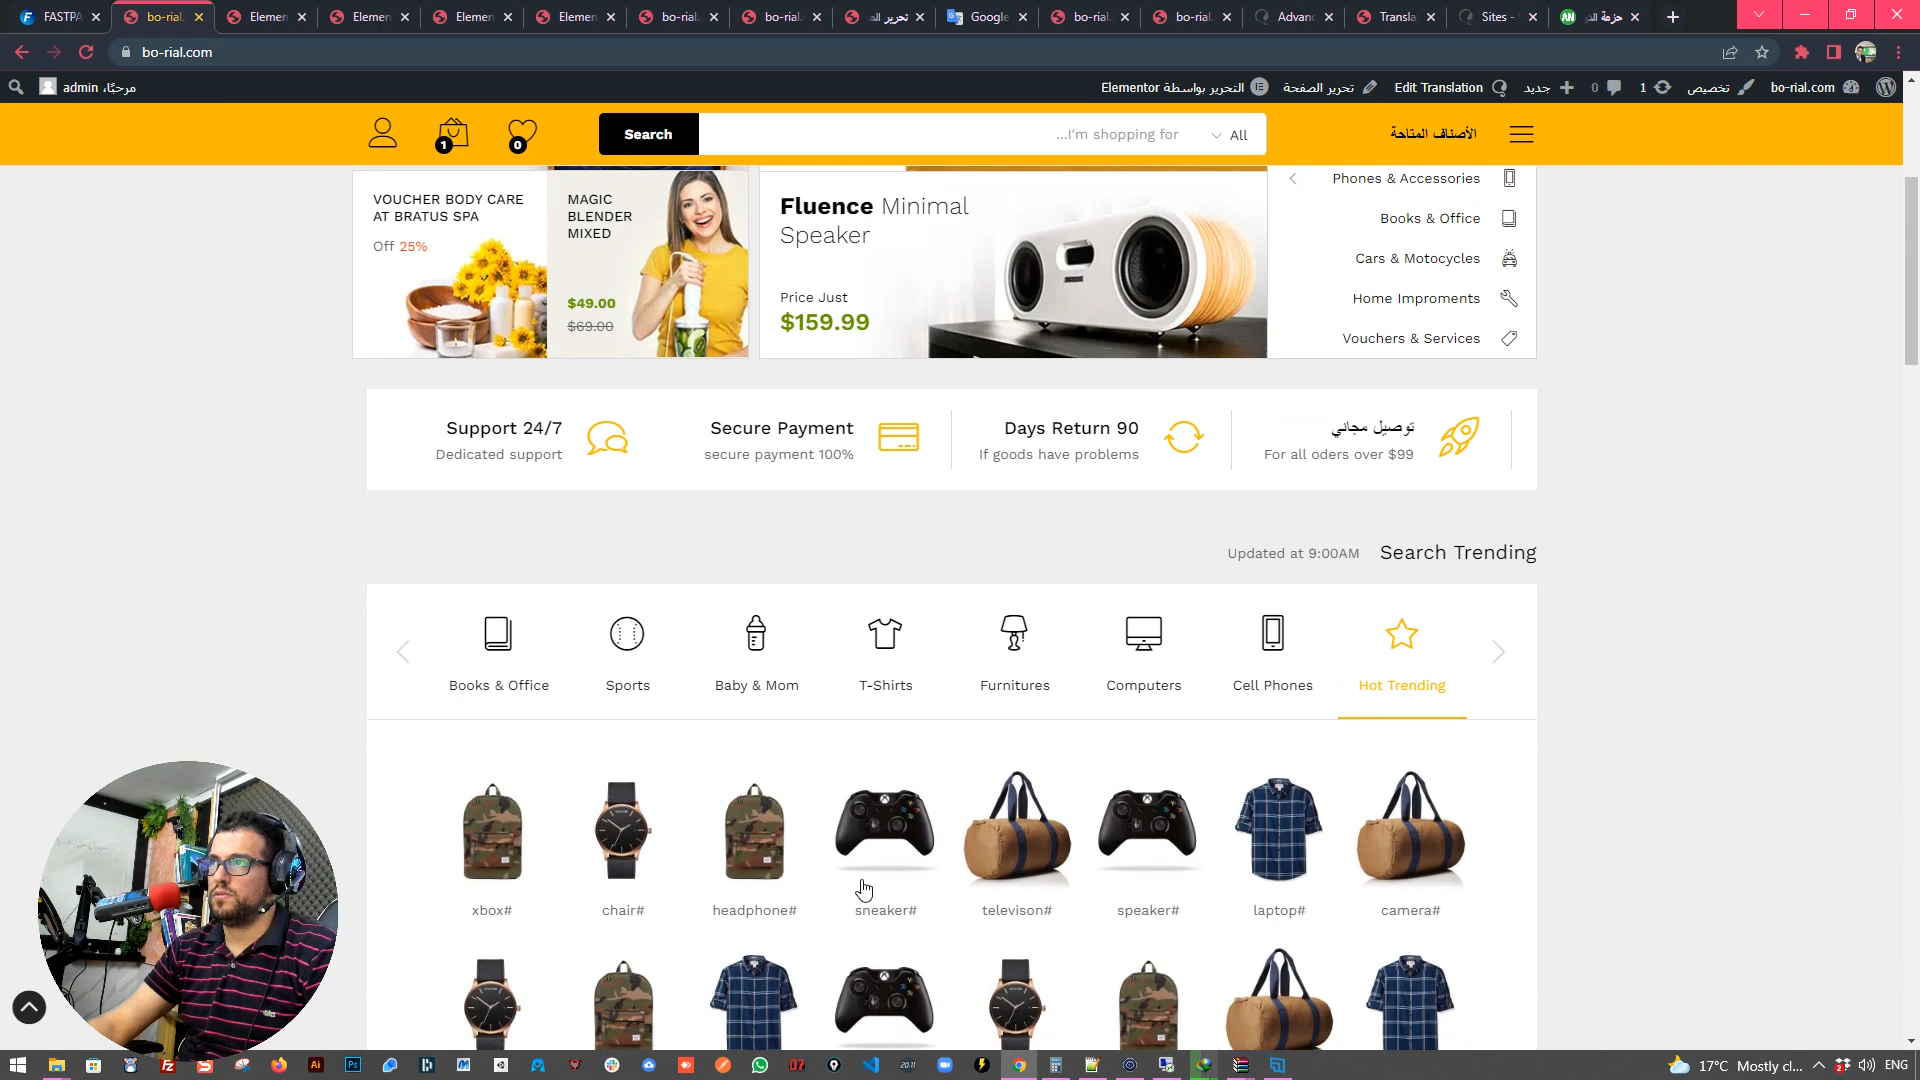 FASTPA
bo-rial.
Elemen
Elemen
Elemen
Elemen
bo-rial.
bo-rial.
تحرير الص
Google
bo-rial.
bo-rial.
Advanc
Transla
Sites -
AN
حزمة الد
bo-rial.com
مرحبًا، admin
التحرير بواسطة Elementor
تحرير الصفحة
Edit Translation
جديد
0
1
تخصيص
bo-rial.com
1
0
Search
I'm shopping for...
All
الأصناف المتاحة
VOUCHER BODY CARE
AT BRATUS SPA
Off 25%
MAGIC
BLENDER
MIXED
$49.00
$69.00
Fluence Minimal
Speaker
Price Just
$159.99
Phones & Accessories
Books & Office
Cars & Motocycles
Home Improments
Vouchers & Services
Support 24/7
Dedicated support
Secure Payment
secure payment 100%
Days Return 90
If goods have problems
توصيل مجاني
For all oders over $99
Updated at 9:00AM
Search Trending
Books & Office
Sports
Baby & Mom
T-Shirts
Furnitures
Computers
Cell Phones
Hot Trending
xbox#
chair#
headphone#
sneaker#
televison#
speaker#
laptop#
camera#
17°C Mostly cl...
ENG